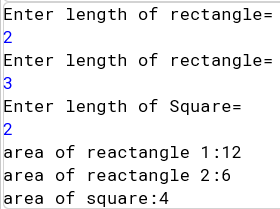 Enter length of rectangle=
2
Enter length of rectangle=
3
Enter length of Square=
2
area of reactangle 1:12
area of reactangle 2:6
area of square:4